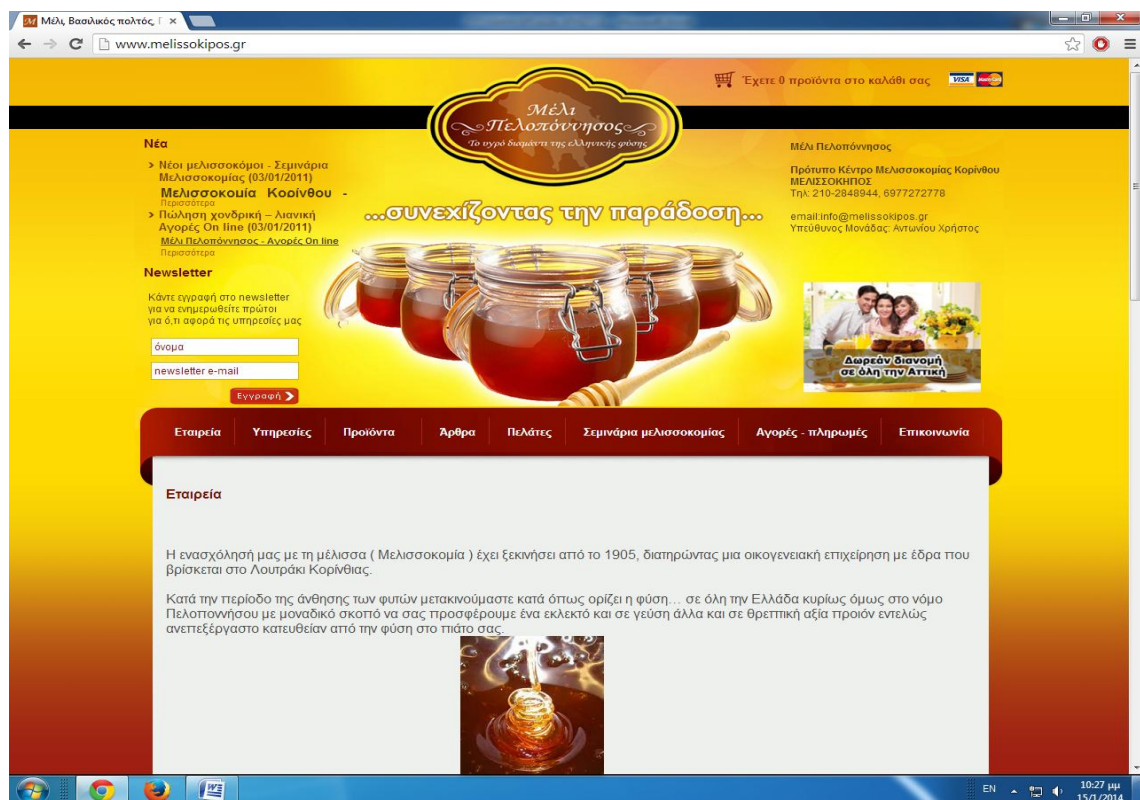 Μέλι, Βασιλικός πολτός, Γ
www.melissokipos.gr
Έχετε 0 προϊόντα στο καλάθι σας
VISA MasterCard
Μέλι
Πελοπόννησος
Το υγρό διαμάντι της ελληνικής φύσης
Νέα
Νέοι μελισσοκόμοι - Σεμινάρια
Μελισσοκομίας (03/01/2011)
Μελισσοκομία Κορίνθου -
Περισσότερα
Πώληση χονδρική – λιανική
Αγορές On line (03/01/2011)
Μέλι Πελοπόννησος - Αγορές On line
Περισσότερα
Newsletter
Κάντε εγγραφή στο newsletter
για να ενημερωθείτε πρώτοι
για ό,τι αφορά τις υπηρεσίες μας
όνομα
newsletter e-mail
Εγγραφή
...συνεχίζοντας την παράδοση...
Μέλι Πελοπόννησος
Πρότυπο Κέντρο Μελισσοκομίας Κορίνθου
ΜΕΛΙΣΣΟΚΗΠΟΣ
Τηλ: 210-2848944, 6977272778
email:info@melissokipos.gr
Υπεύθυνος Μονάδας: Αντωνίου Χρήστος
Δωρεάν διανομή
σε όλη την Αττική
Εταιρεία Υπηρεσίες Προϊόντα Άρθρα Πελάτες Σεμινάρια μελισσοκομίας Αγορές - πληρωμές Επικοινωνία
Εταιρεία
Η ενασχόλησή μας με τη μέλισσα ( Μελισσοκομία ) έχει ξεκινήσει από το 1905, διατηρώντας μια οικογενειακή επιχείρηση με έδρα που
βρίσκεται στο Λουτράκι Κορίνθιας.
Κατά την περίοδο της άνθησης των φυτών μετακινούμαστε κατά όπως ορίζει η φύση… σε όλη την Ελλάδα κυρίως όμως στο νόμο
Πελοποννήσου με μοναδικό σκοπό να σας προσφέρουμε ένα εκλεκτό και σε γεύση άλλα και σε θρεπτική αξία προιόν εντελώς
ανεπεξέργαστο κατευθείαν από την φύση στο πιάτο σας.
EN
10:27 μμ
15/1/2014